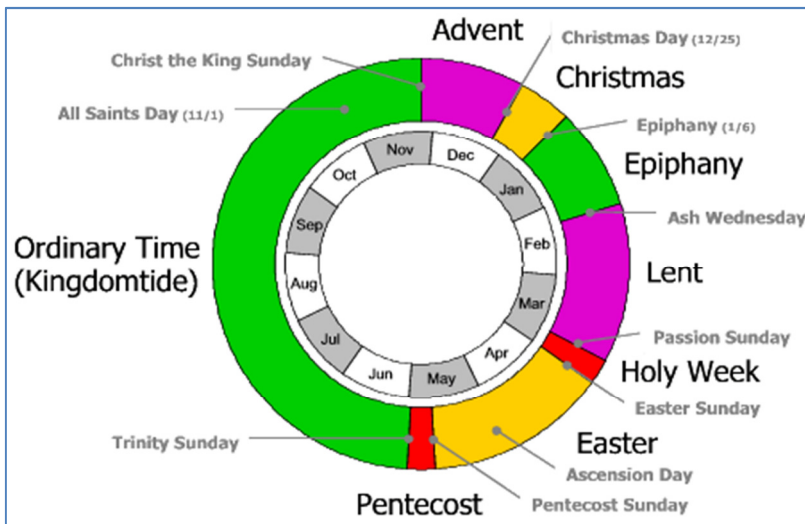 Advent
Christmas Day (12/25)
Christ the King Sunday
Christmas
All Saints Day (11/1)
Epiphany (1/6)
Epiphany
Nov
Dec
Oct
Jan
Ash Wednesday
Sep
Feb
Ordinary Time
(Kingdomtide)
Lent
Aug
Mar
Passion Sunday
Jul
Apr
Jun
May
Holy Week
Easter Sunday
Trinity Sunday
Easter
Ascension Day
Pentecost
Pentecost Sunday